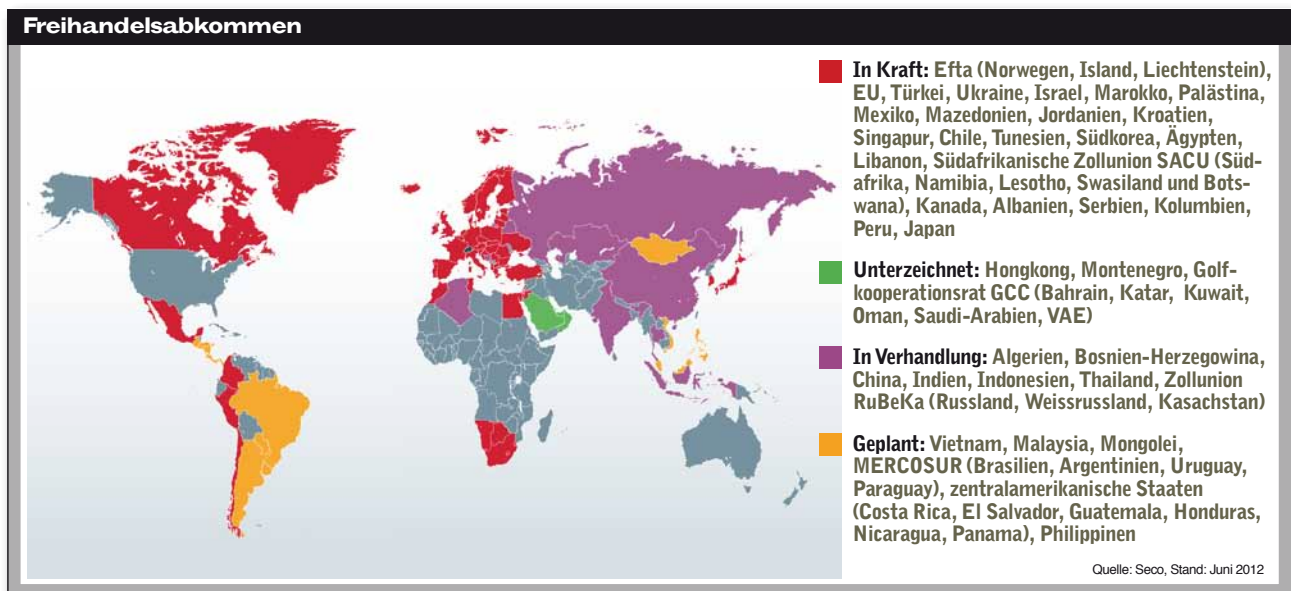 Freihandelsabkommen
In Kraft: Efta (Norwegen, Island, Liechtenstein),
EU, Türkei, Ukraine, Israel, Marokko, Palästina,
Mexiko, Mazedonien, Jordanien, Kroatien,
Singapur, Chile, Tunesien, Südkorea, Ägypten,
Libanon, Südafrikanische Zollunion SACU (Süd-
afrika, Namibia, Lesotho, Swasiland und Bots-
wana), Kanada, Albanien, Serbien, Kolumbien,
Peru, Japan
Unterzeichnet: Hongkong, Montenegro, Golf-
kooperationsrat GCC (Bahrain, Katar, Kuwait,
Oman, Saudi-Arabien, VAE)
In Verhandlung: Algerien, Bosnien-Herzegowina,
China, Indien, Indonesien, Thailand, Zollunion
RuBeKa (Russland, Weissrussland, Kasachstan)
Geplant: Vietnam, Malaysia, Mongolei,
MERCOSUR (Brasilien, Argentinien, Uruguay,
Paraguay), zentralamerikanische Staaten
(Costa Rica, El Salvador, Guatemala, Honduras,
Nicaragua, Panama), Philippinen
Quelle: Seco, Stand: Juni 2012